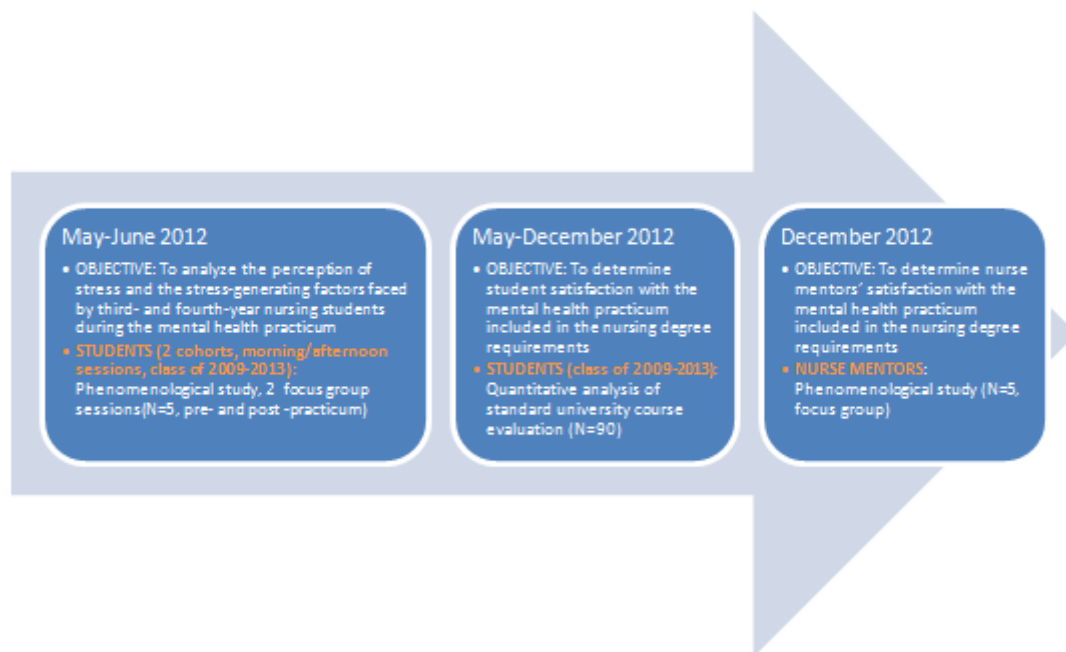 May-June 2012
• OBJECTIVE: To analyze the perception of
stress and the stress-generating factors faced
by third- and fourth-year nursing students
during the mental health practicum
• STUDENTS (2 cohorts, morning/afternoon
sessions, class of 2009-2013):
Phenomenological study, 2 focus group
sessions(N=5, pre- and post -practicum)
May-December 2012
• OBJECTIVE: To determine
student satisfaction with the
mental health practicum
included in the nursing degree
requirements
• STUDENTS (class of 2009-2013):
Quantitative analysis of
standard university course
evaluation (N=90)
December 2012
• OBJECTIVE: To determine nurse
mentors’ satisfaction with the
mental health practicum
included in the nursing degree
requirements
• NURSE MENTORS:
Phenomenological study (N=5,
focus group)